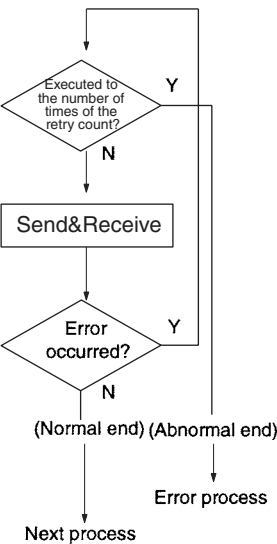 Executed to
the number of
times of the
retry count?
Y
N
Send&Receive
Error
occurred?
Y
N
(Normal end) (Abnormal end)
Error process
Next process